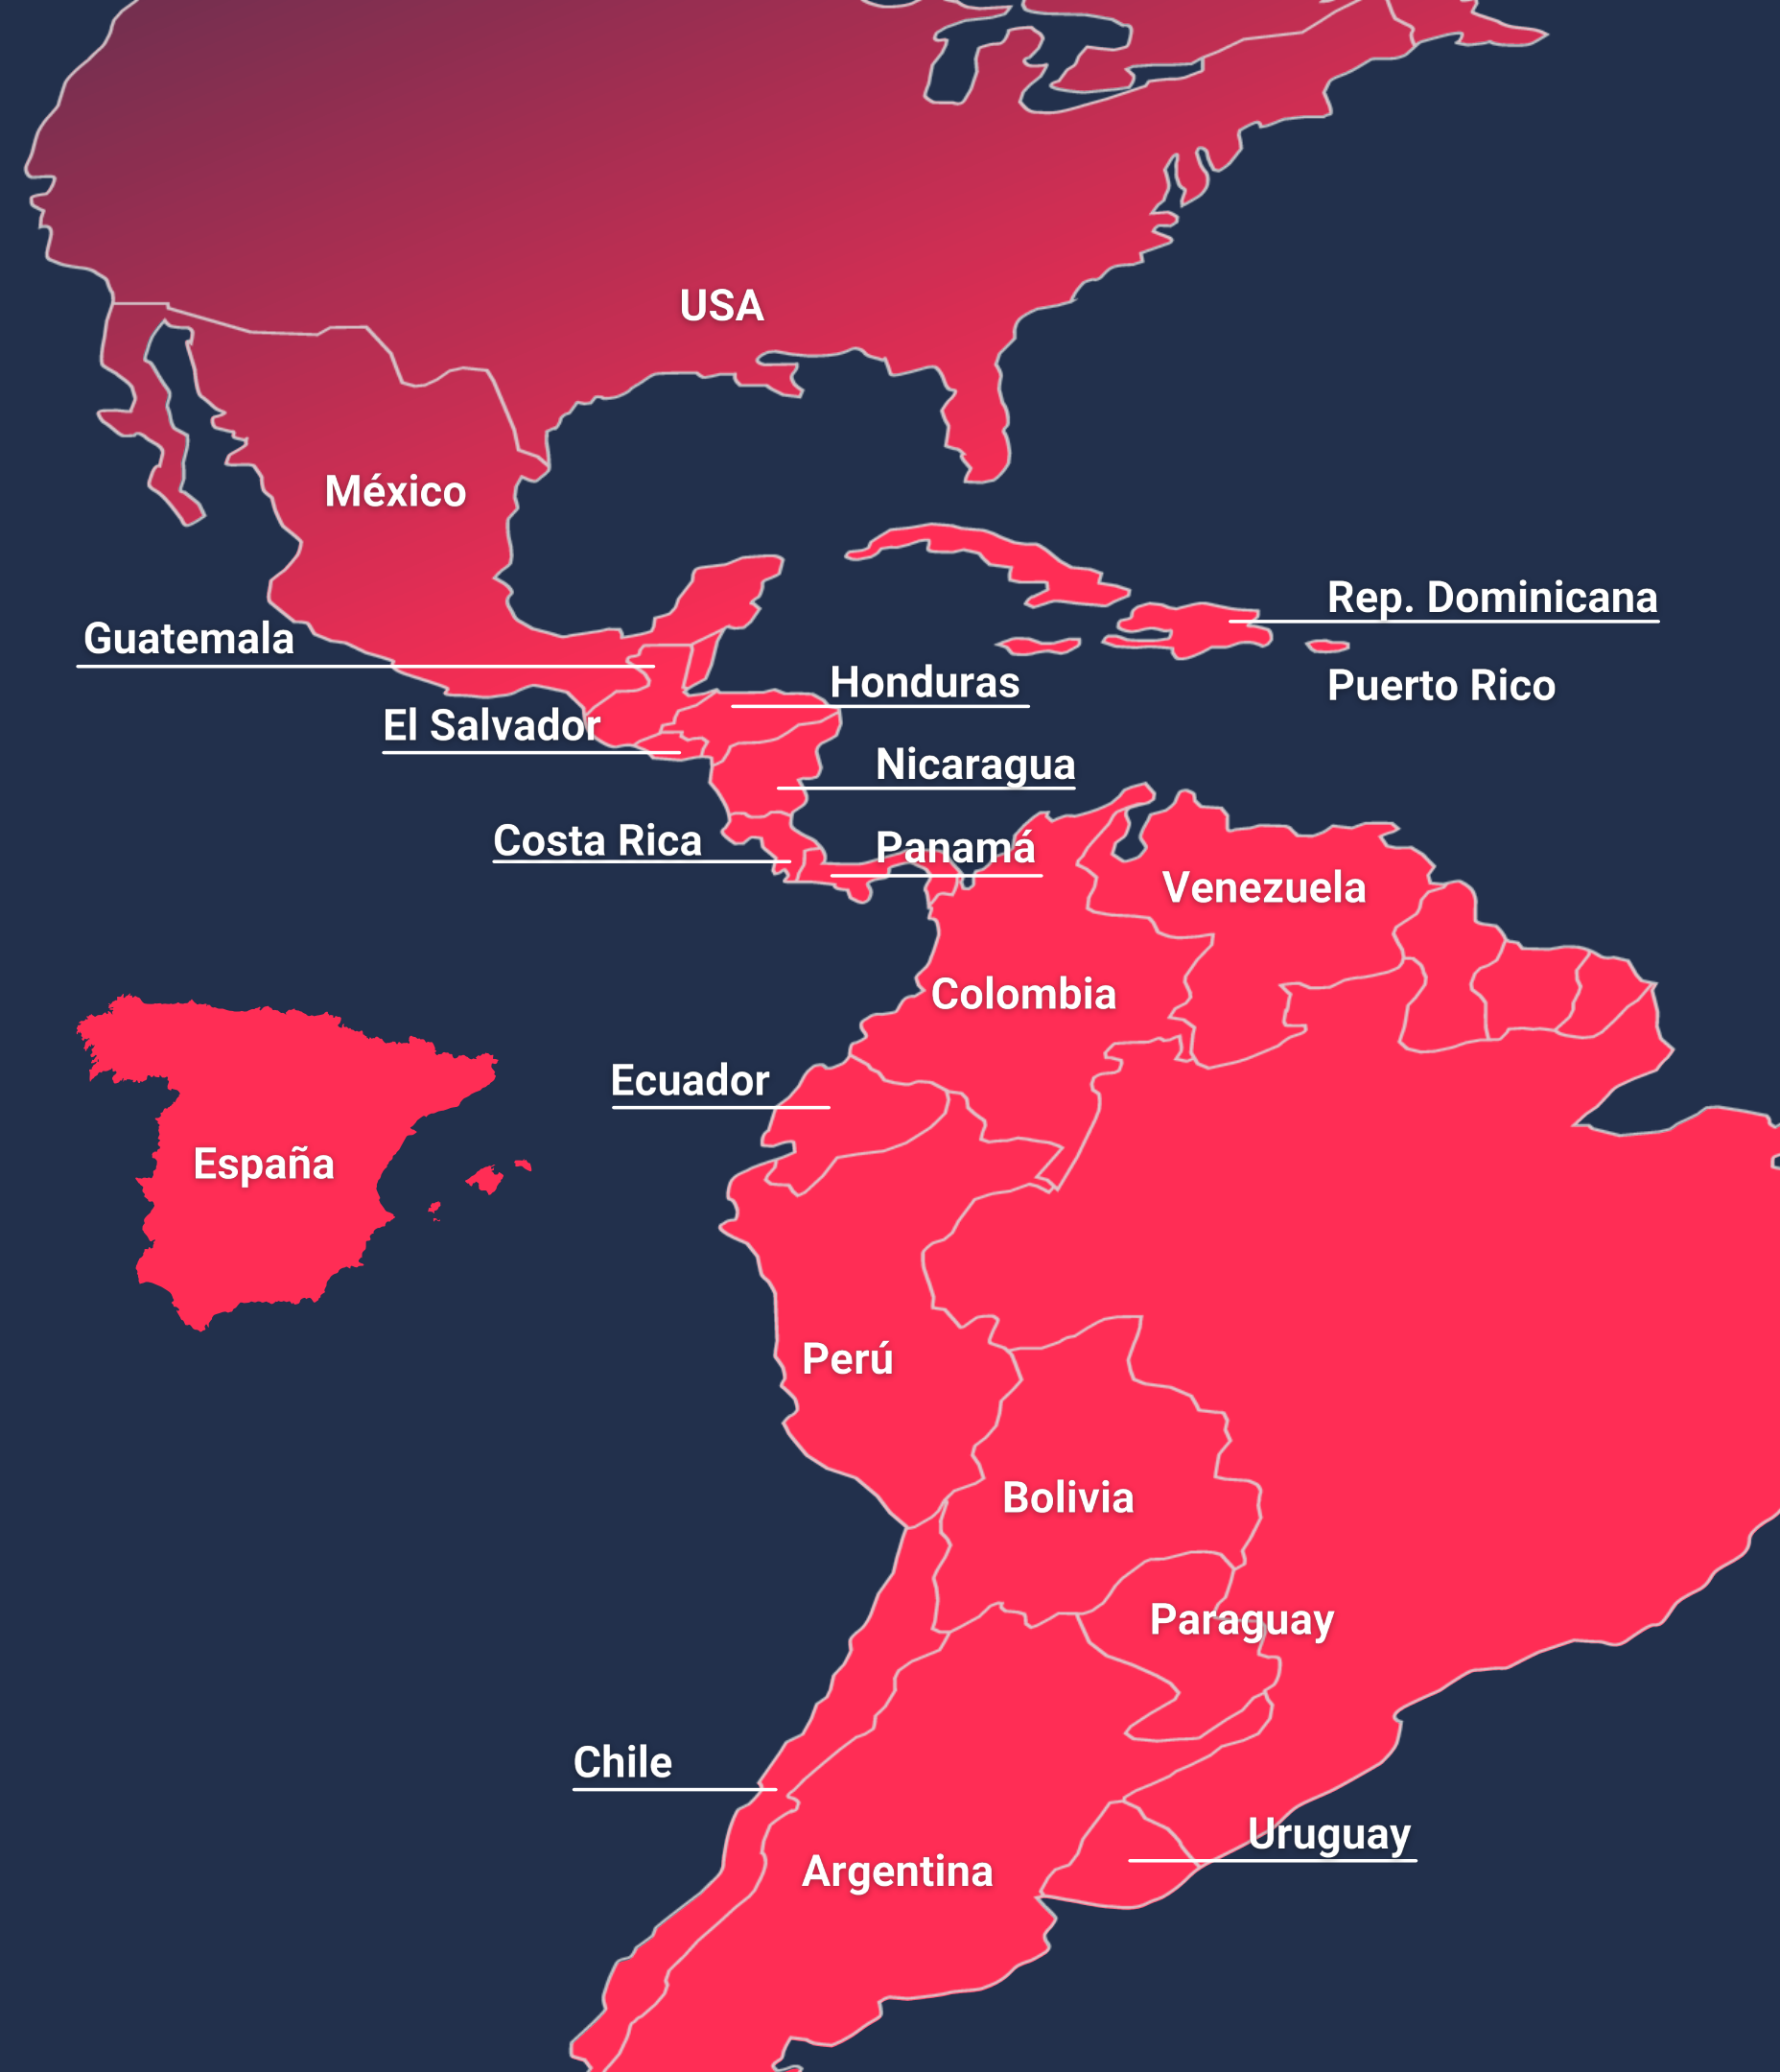 USA
México
Rep. Dominicana
Guatemala
Honduras
Puerto Rico
El Salvador
Nicaragua
Costa Rica
Panamá
Venezuela
Colombia
Ecuador
España
Perú
Bolivia
Paraguay
Chile
Uruguay
Argentina